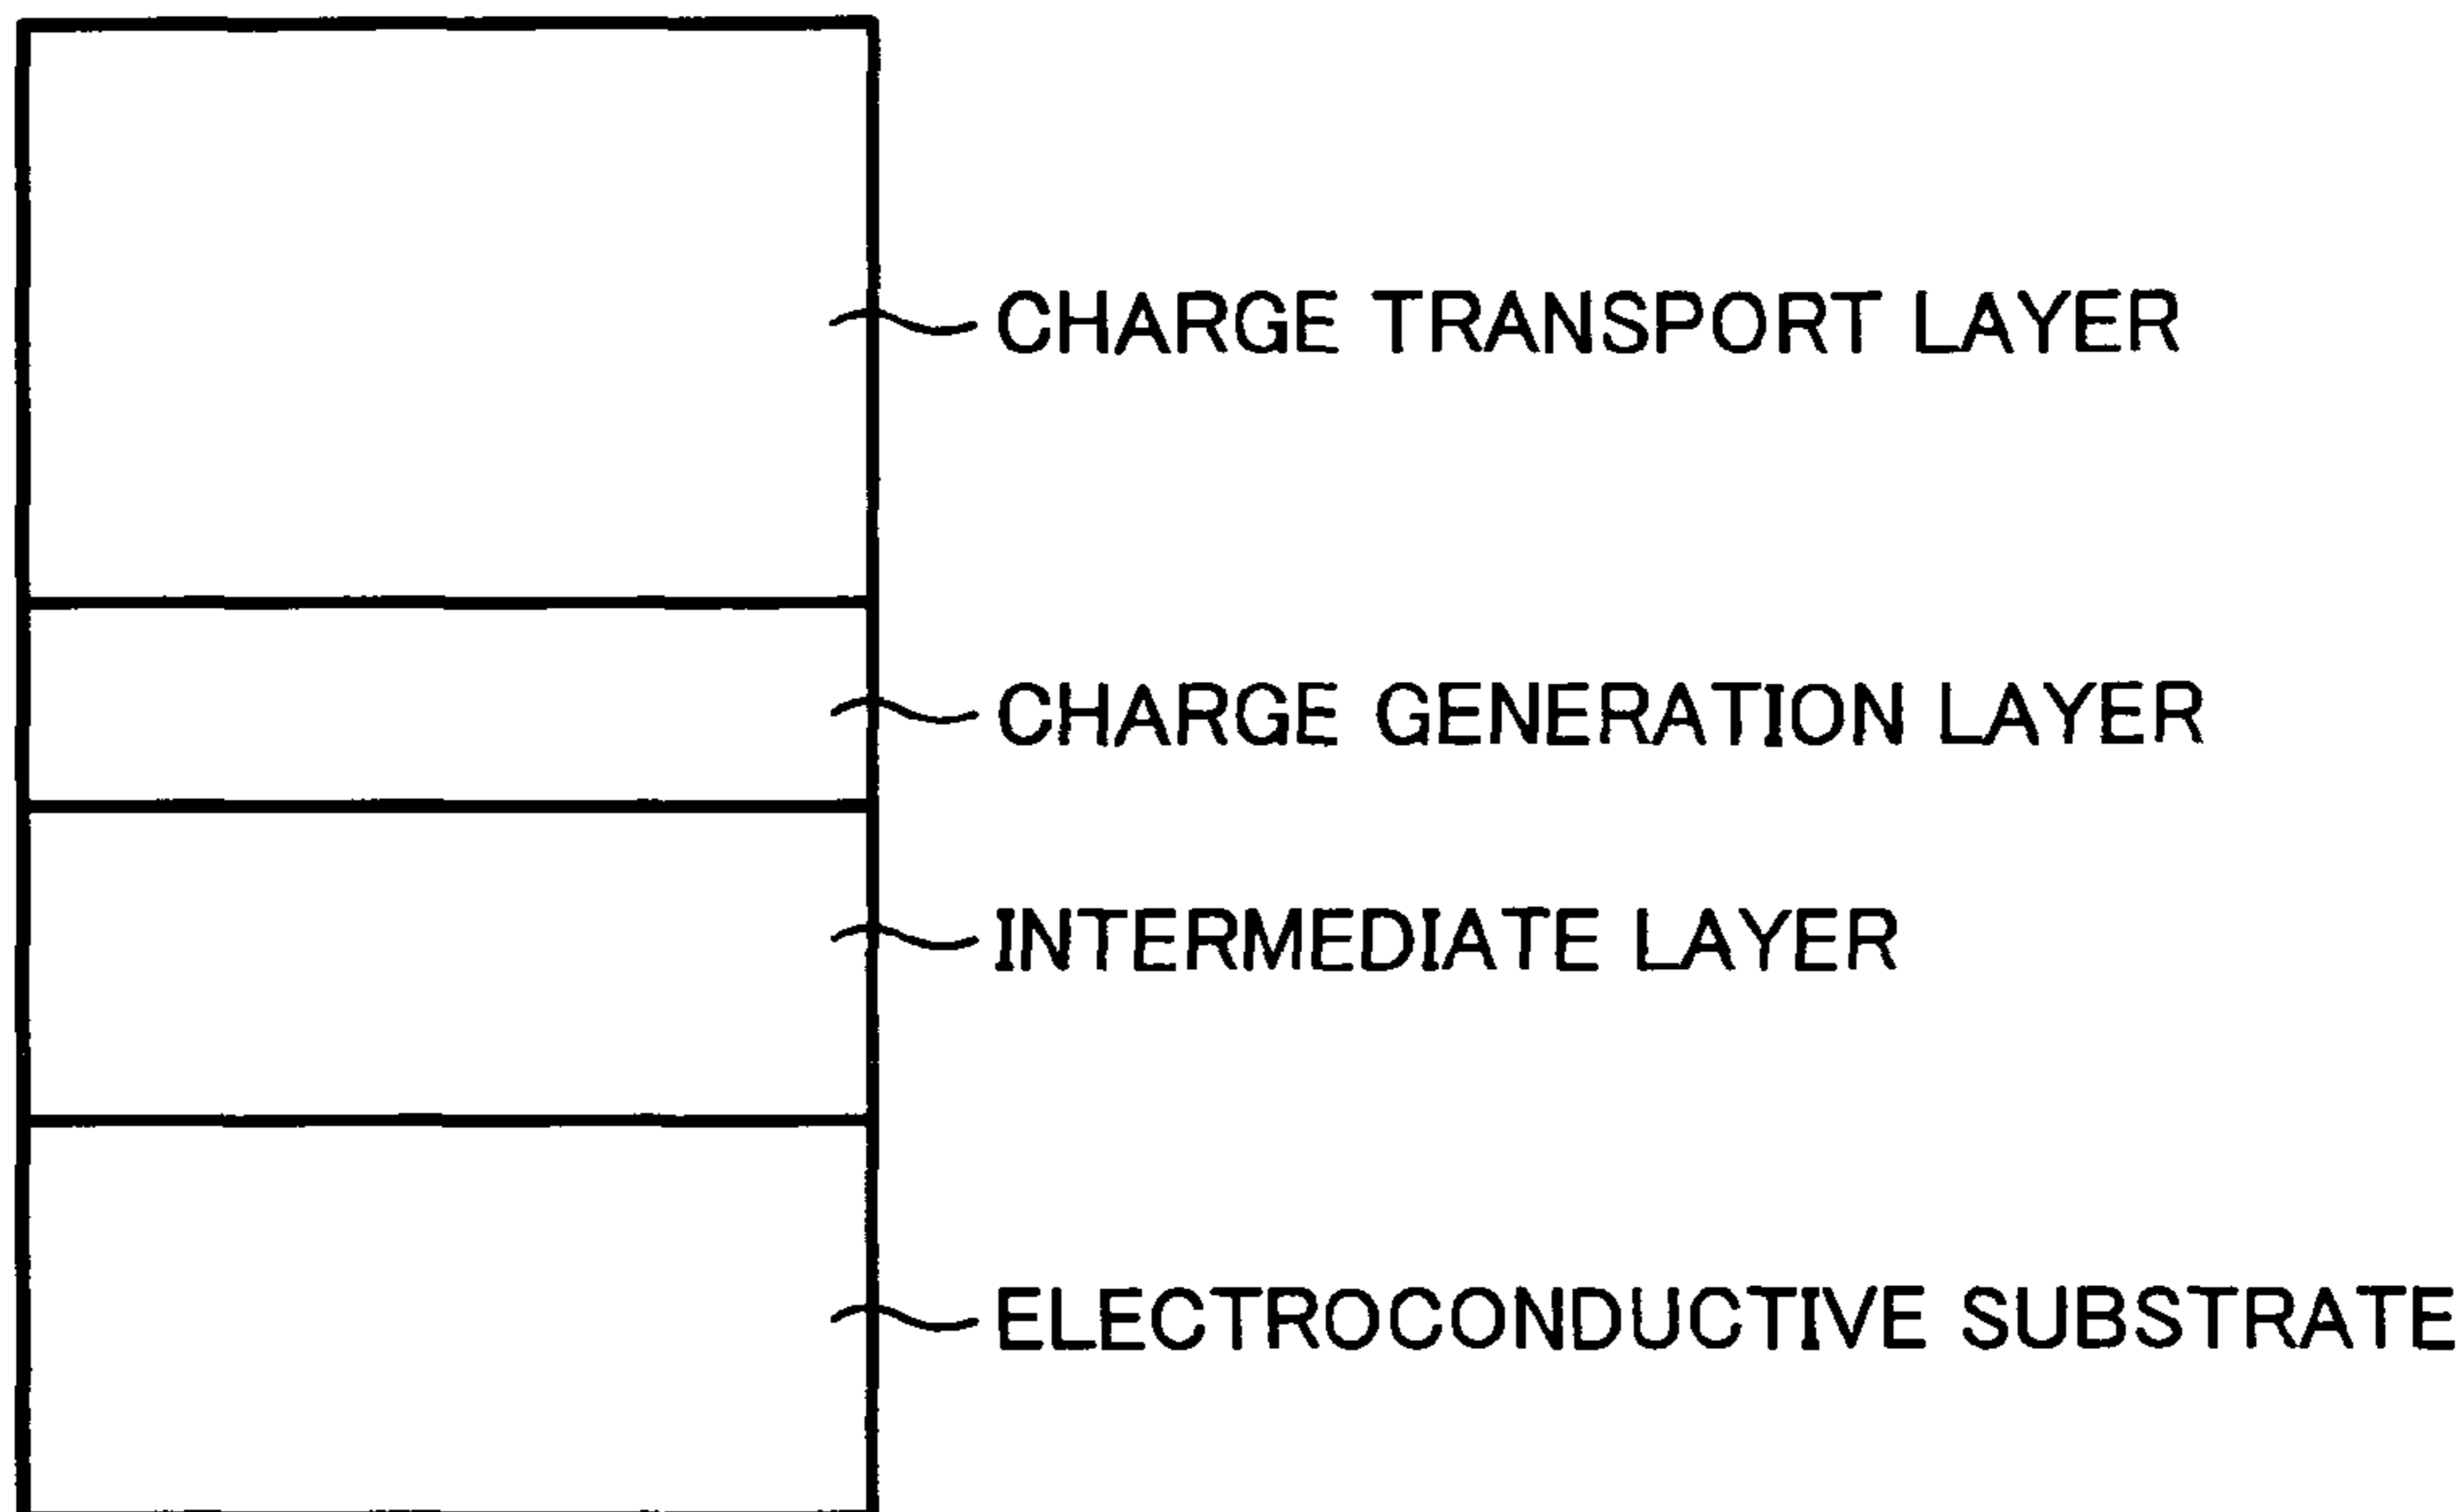 CHARGE TRANSPORT LAYER
CHARGE GENERATION LAYER
INTERMEDIATE LAYER
ELECTROCONDUCTIVE SUBSTRATE